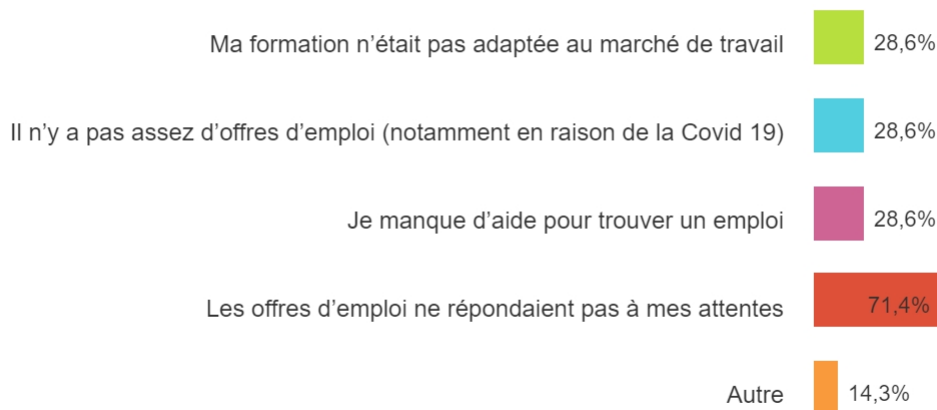 Ma formation n’était pas adaptée au marché de travail 28,6%
Il n’y a pas assez d’offres d’emploi (notamment en raison de la Covid 19) 28,6%
Je manque d’aide pour trouver un emploi 28,6%
Les offres d’emploi ne répondaient pas à mes attentes 71,4%
Autre 14,3%